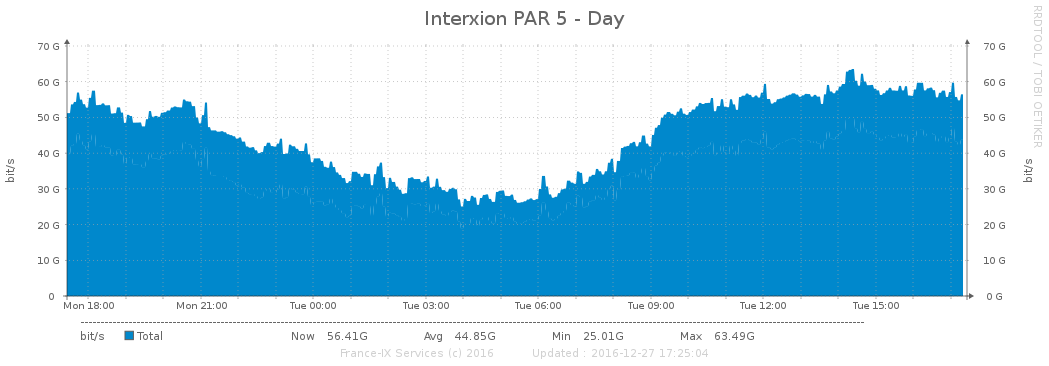 Interxion PAR 5 - Day
RRDTOOL / TOBI OETIKER
bit/s
70 G 70 G
60 G 60 G
50 G 50 G
40 G 40 G
30 G 30 G
20 G 20 G
10 G 10 G
0 0 G
bit/s
Mon 18:00 Mon 21:00 Tue 00:00 Tue 03:00 Tue 06:00 Tue 09:00 Tue 12:00 Tue 15:00
bit/s Total Now 56.41G Avg 44.85G Min 25.01G Max 63.49G
France-IX Services (c) 2016 Updated : 2016-12-27 17:25:04